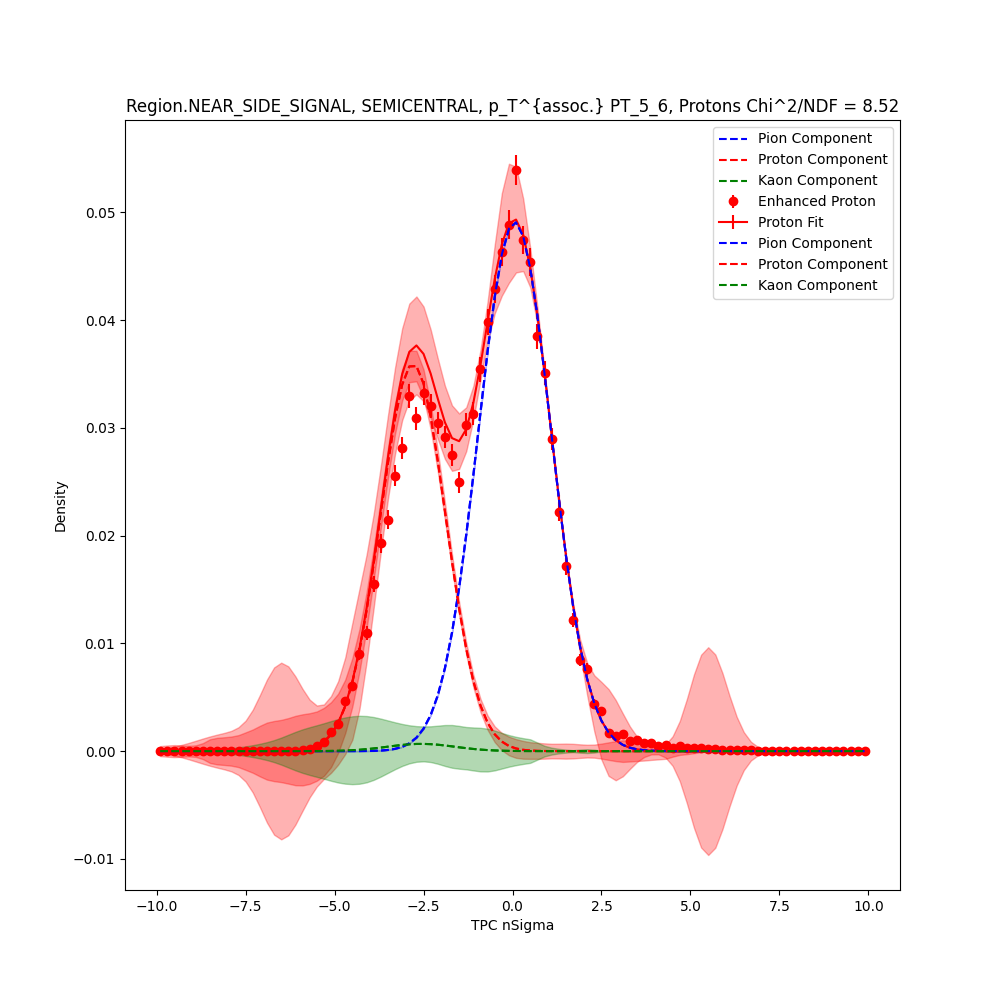 Region.NEAR_SIDE_SIGNAL, SEMICENTRAL, p_T^{assoc.} PT_5_6, Protons Chi^2/NDF = 8.52
Pion Component
Proton Component
Kaon Component
Enhanced Proton
Proton Fit
Pion Component
Proton Component
Kaon Component
0.05
0.04
0.03
0.02
0.01
0.00
−0.01
Density
−10.0 −7.5 −5.0 −2.5 0.0 2.5 5.0 7.5 10.0
TPC nSigma